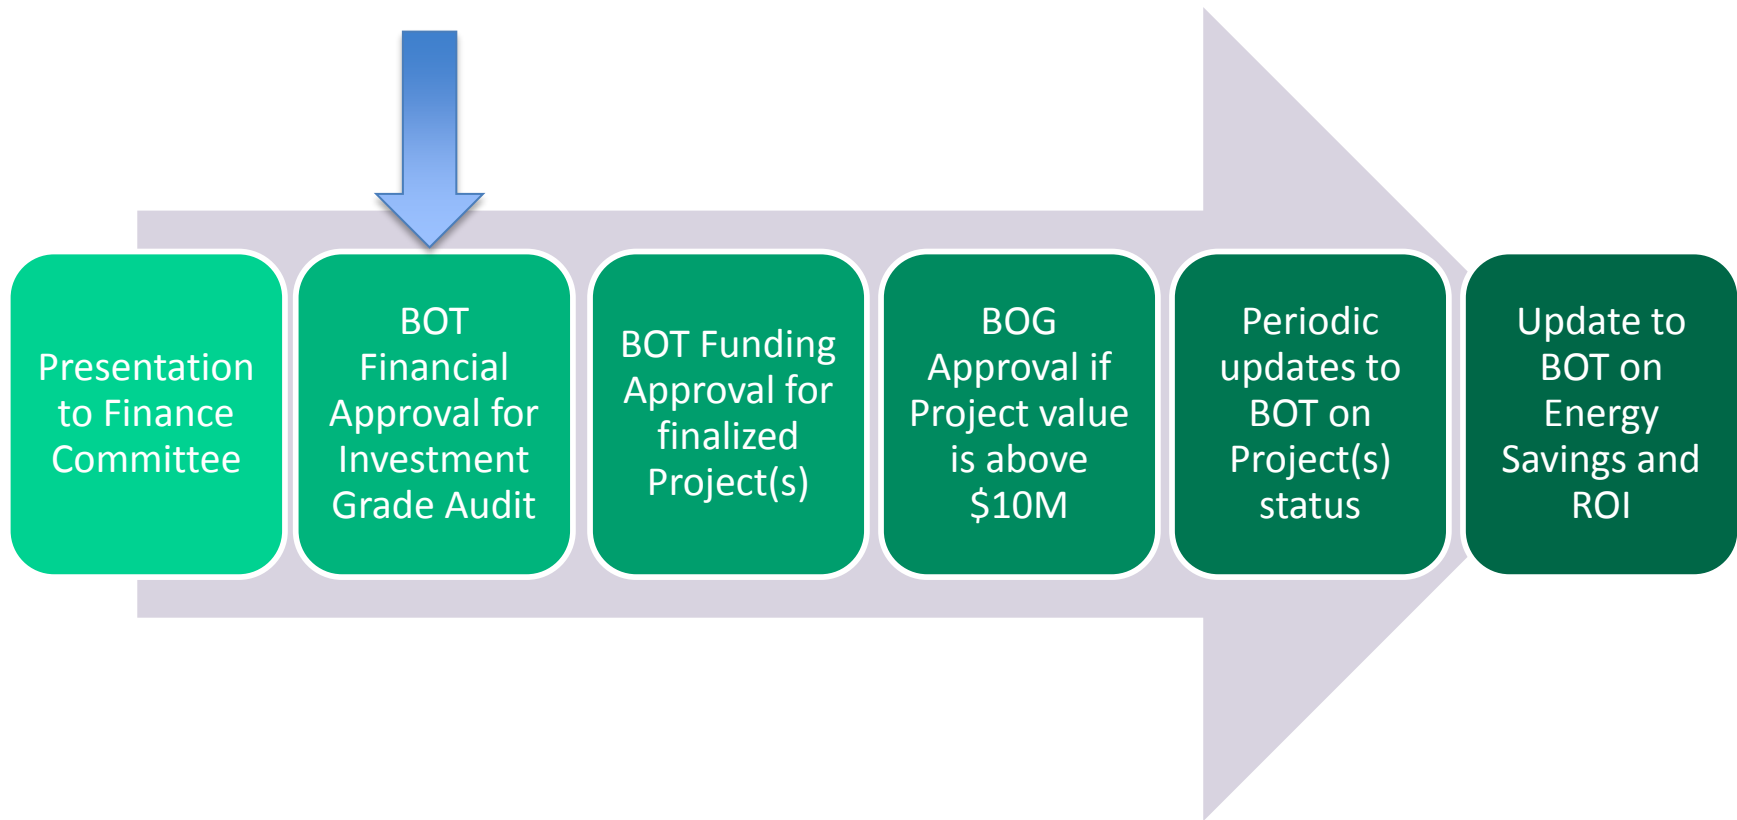 Presentation
to Finance
Committee
BOT
Financial
Approval for
Investment
Grade Audit
BOT Funding
Approval for
finalized
Project(s)
BOG
Approval if
Project value
is above
$10M
Periodic
updates to
BOT on
Project(s)
status
Update to
BOT on
Energy
Savings and
ROI